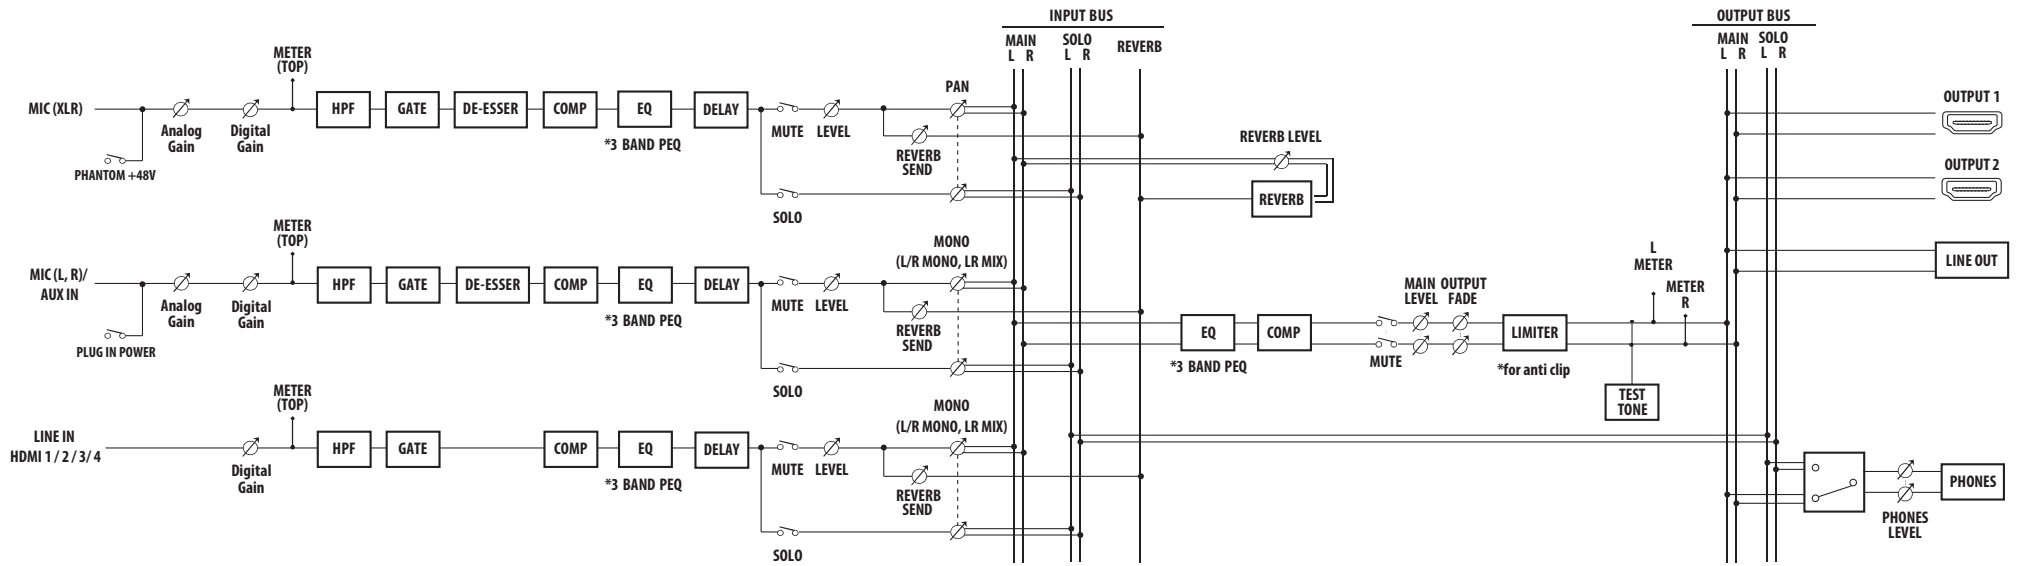 INPUT BUS
MAIN
L R
SOLO
L R
REVERB
OUTPUT BUS
MAIN
L R
SOLO
L R
METER
(TOP)
MIC (XLR)
Analog
Gain
Digital
Gain
PHANTOM +48V
HPF
GATE
DE-ESSER
COMP
EQ
*3 BAND PEQ
DELAY
MUTE
LEVEL
PAN
REVERB
SEND
SOLO
REVERB LEVEL
REVERB
OUTPUT 1
OUTPUT 2
METER
(TOP)
MIC (L, R)/
AUX IN
Analog
Gain
Digital
Gain
PLUG IN POWER
HPF
GATE
DE-ESSER
COMP
EQ
*3 BAND PEQ
DELAY
MUTE
LEVEL
MONO
(L/R MONO, LR MIX)
REVERB
SEND
SOLO
EQ
*3 BAND PEQ
COMP
MUTE
MAIN
LEVEL
OUTPUT
FADE
LIMITER
*for anti clip
TEST
TONE
L
METER
METER
R
LINE OUT
METER
(TOP)
LINE IN
HDMI 1 / 2 / 3/ 4
Digital
Gain
HPF
GATE
COMP
EQ
*3 BAND PEQ
DELAY
MUTE
LEVEL
MONO
(L/R MONO, LR MIX)
REVERB
SEND
SOLO
PHONES
LEVEL
PHONES